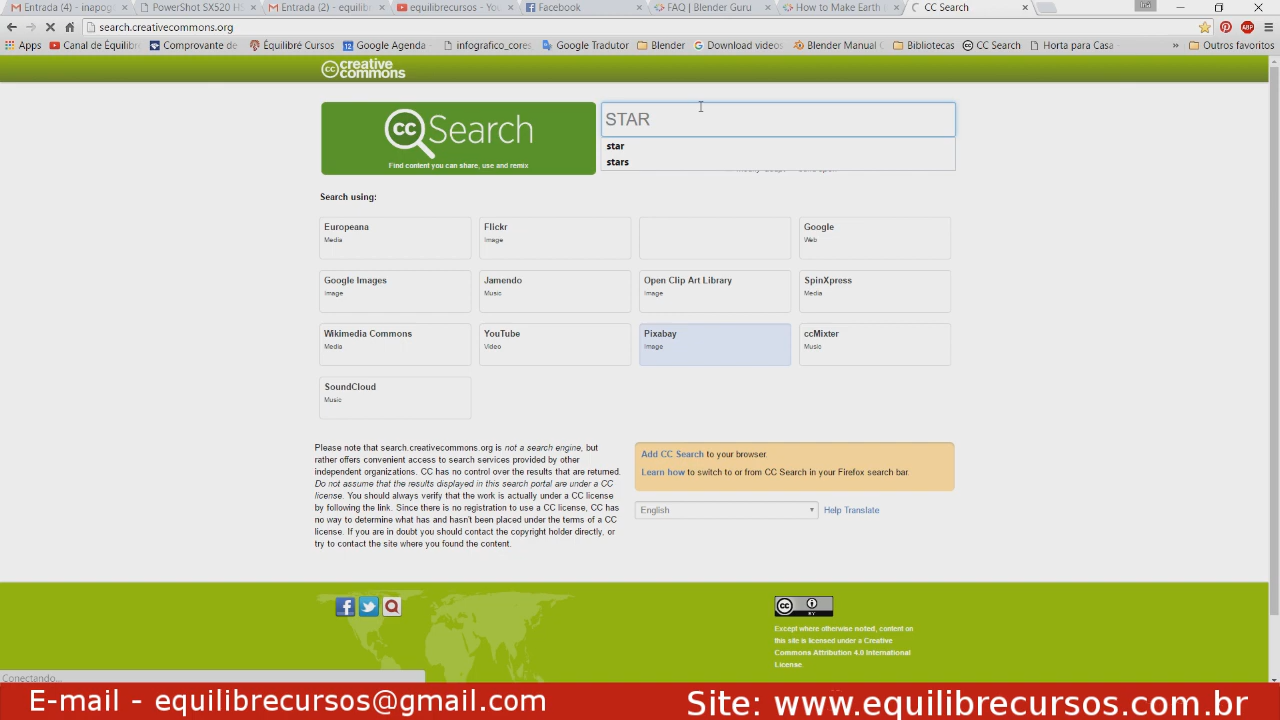 Entrada (4) - mapog
PowerShot SX520 HS
Entrada (2) - equilibr
equilibrecursos - You
Facebook
FAQ | Blender Guru
How to Make Earth i
CC Search
search.creativecommons.org
Apps
Canal de Équilibr
Comprovante de
Équilibré Cursos
Google Agenda -
infografico_cores
Google Tradutor
Blender
Download videos
Blender Manual
Bibliotecas
CC Search
Horta para Casa
»
Outros favoritos
creative commons
cc Search
Find content you can share, use and remix
STAR
star
stars
Search using:
Europeana
Media
Flickr
Image
Google
Web
Google Images
Image
Jamendo
Music
Open Clip Art Library
Image
SpinXpress
Media
Wikimedia Commons
Media
YouTube
Video
Pixabay
Image
ccMixter
Music
SoundCloud
Music
Please note that search.creativecommons.org is not a search engine, but
rather offers convenient access to search services provided by other
independent organizations. CC has no control over the results that are returned.
Do not assume that the results displayed in this search portal are under a CC
license. You should always verify that the work is actually under a CC license
by following the link. Since there is no registration to use a CC license, CC has
no way to determine what has and hasn't been placed under the terms of a CC
license. If you are in doubt you should contact the copyright holder directly, or
try to contact the site where you found the content.
Add CC Search to your browser.
Learn how to switch to or from CC Search in your Firefox search bar.
English
Help Translate
cc BY
Except where otherwise noted, content on
this site is licensed under a Creative
Commons Attribution 4.0 International
License.
Conectando...
E-mail - equilibrecursos@gmail.com
Site: www.equilibrecursos.com.br